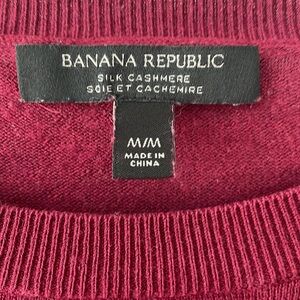 BANANA REPUBLIC
SILK CASHMERE
SOIE ET CACHEMIRE
M/M
MADE IN
CHINA